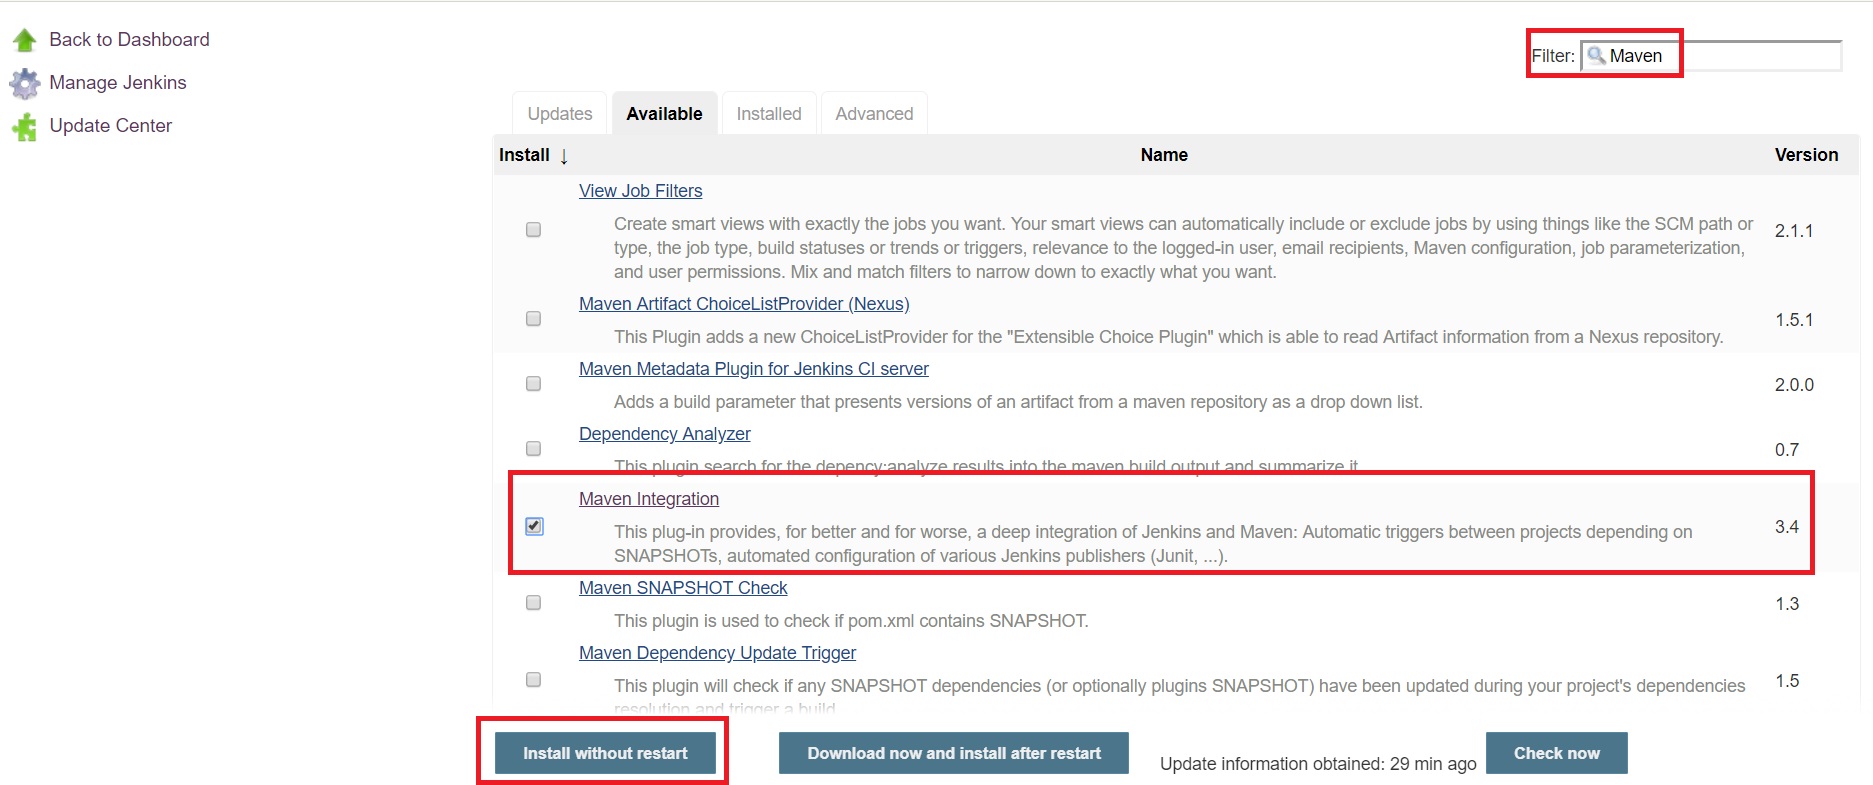 Back to Dashboard
Manage Jenkins
Update Center
Filter: Maven
Updates Available Installed Advanced
Install ↓ Name Version
View Job Filters
Create smart views with exactly the jobs you want. Your smart views can automatically include or exclude jobs by using things like the SCM path or
type, the job type, build statuses or trends or triggers, relevance to the logged-in user, email recipients, Maven configuration, job parameterization,
and user permissions. Mix and match filters to narrow down to exactly what you want.
2.1.1
Maven Artifact ChoiceListProvider (Nexus)
This Plugin adds a new ChoiceListProvider for the "Extensible Choice Plugin" which is able to read Artifact information from a Nexus repository.
1.5.1
Maven Metadata Plugin for Jenkins CI server
Adds a build parameter that presents versions of an artifact from a maven repository as a drop down list.
2.0.0
Dependency Analyzer
This plugin search for the depency:analyze results into the maven build output and summarize it
0.7
Maven Integration
This plug-in provides, for better and for worse, a deep integration of Jenkins and Maven: Automatic triggers between projects depending on
SNAPSHOTs, automated configuration of various Jenkins publishers (Junit, ...).
3.4
Maven SNAPSHOT Check
This plugin is used to check if pom.xml contains SNAPSHOT.
1.3
Maven Dependency Update Trigger
This plugin will check if any SNAPSHOT dependencies (or optionally plugins SNAPSHOT) have been updated during your project's dependencies
resolution and trigger a build
1.5
Install without restart Download now and install after restart Update information obtained: 29 min ago Check now